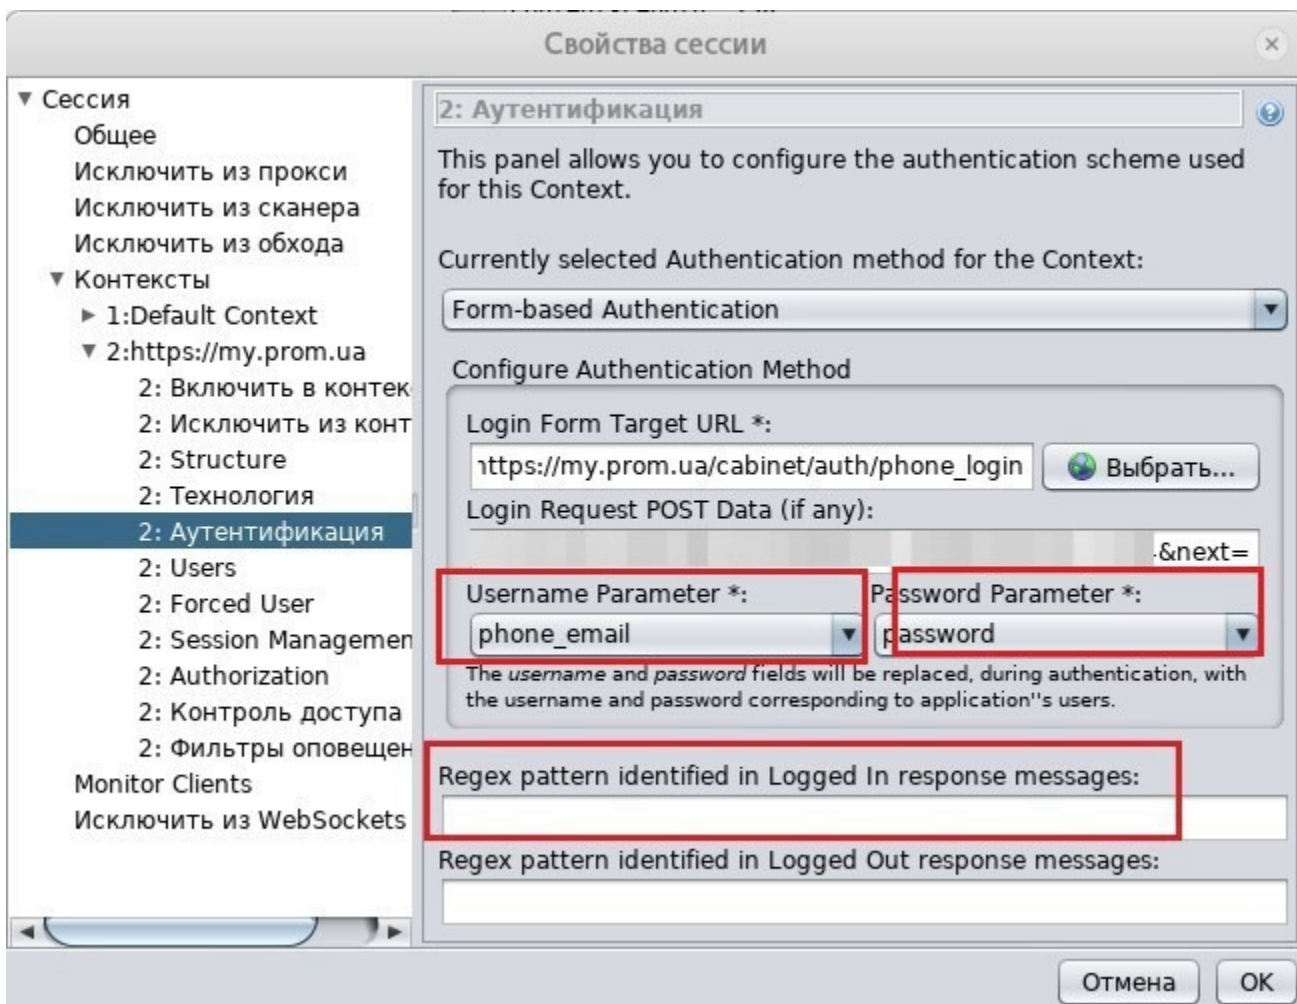 Свойства сессии
Сессия
Общее
Исключить из прокси
Исключить из сканера
Исключить из обхода
Контексты
1:Default Context
2:https://my.prom.ua
2: Включить в контек
2: Исключить из конт
2: Structure
2: Технология
2: Аутентификация
2: Users
2: Forced User
2: Session Managemen
2: Authorization
2: Контроль доступа
2: Фильтры оповещен
Monitor Clients
Исключить из WebSockets
2: Аутентификация
This panel allows you to configure the authentication scheme used
for this Context.
Currently selected Authentication method for the Context:
Form-based Authentication
Configure Authentication Method
Login Form Target URL *:
https://my.prom.ua/cabinet/auth/phone_login
Выбрать...
Login Request POST Data (if any):
&next=
Username Parameter *:
Password Parameter *:
phone_email
password
The username and password fields will be replaced, during authentication, with
the username and password corresponding to application''s users.
Regex pattern identified in Logged In response messages:
Regex pattern identified in Logged Out response messages:
Отмена
OK